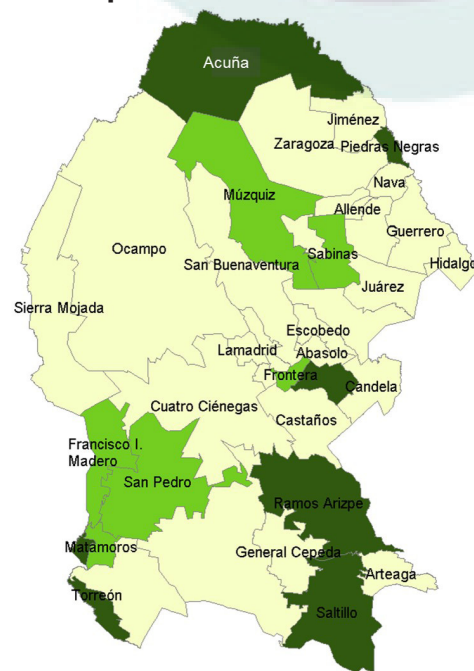 Acuña
Jiménez
Zaragoza
Piedras Negras
Nava
Múzquiz
Allende
Guerrero
Ocampo
Sabinas
San Buenaventura
Hidalgo
Juárez
Sierra Mojada
Escobedo
Lamadrid
Abasolo
Frontera
Candela
Cuatro Ciénegas
Castaños
Francisco I.
Madero
San Pedro
Ramos Arizpe
Matamoros
General Cepeda
Arteaga
Torreón
Saltillo